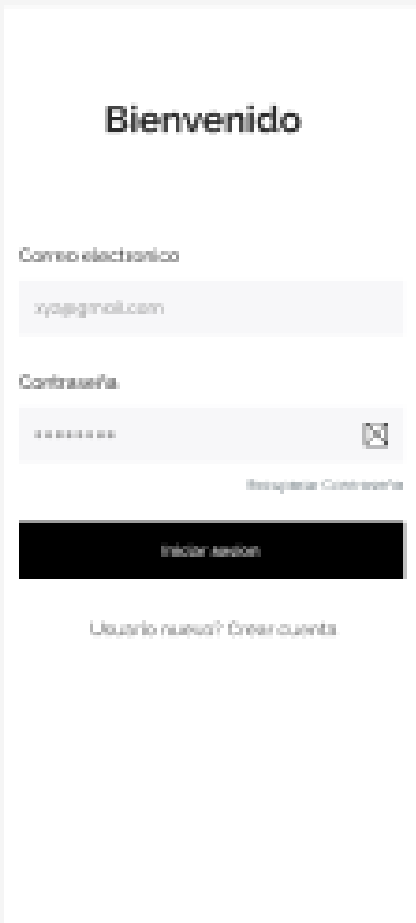 Bienvenido
Correo electronico
xyz@gmail.com
Contraseña
********
Recuperar Contraseña
Iniciar sesion
Usuario nuevo? Crear cuenta